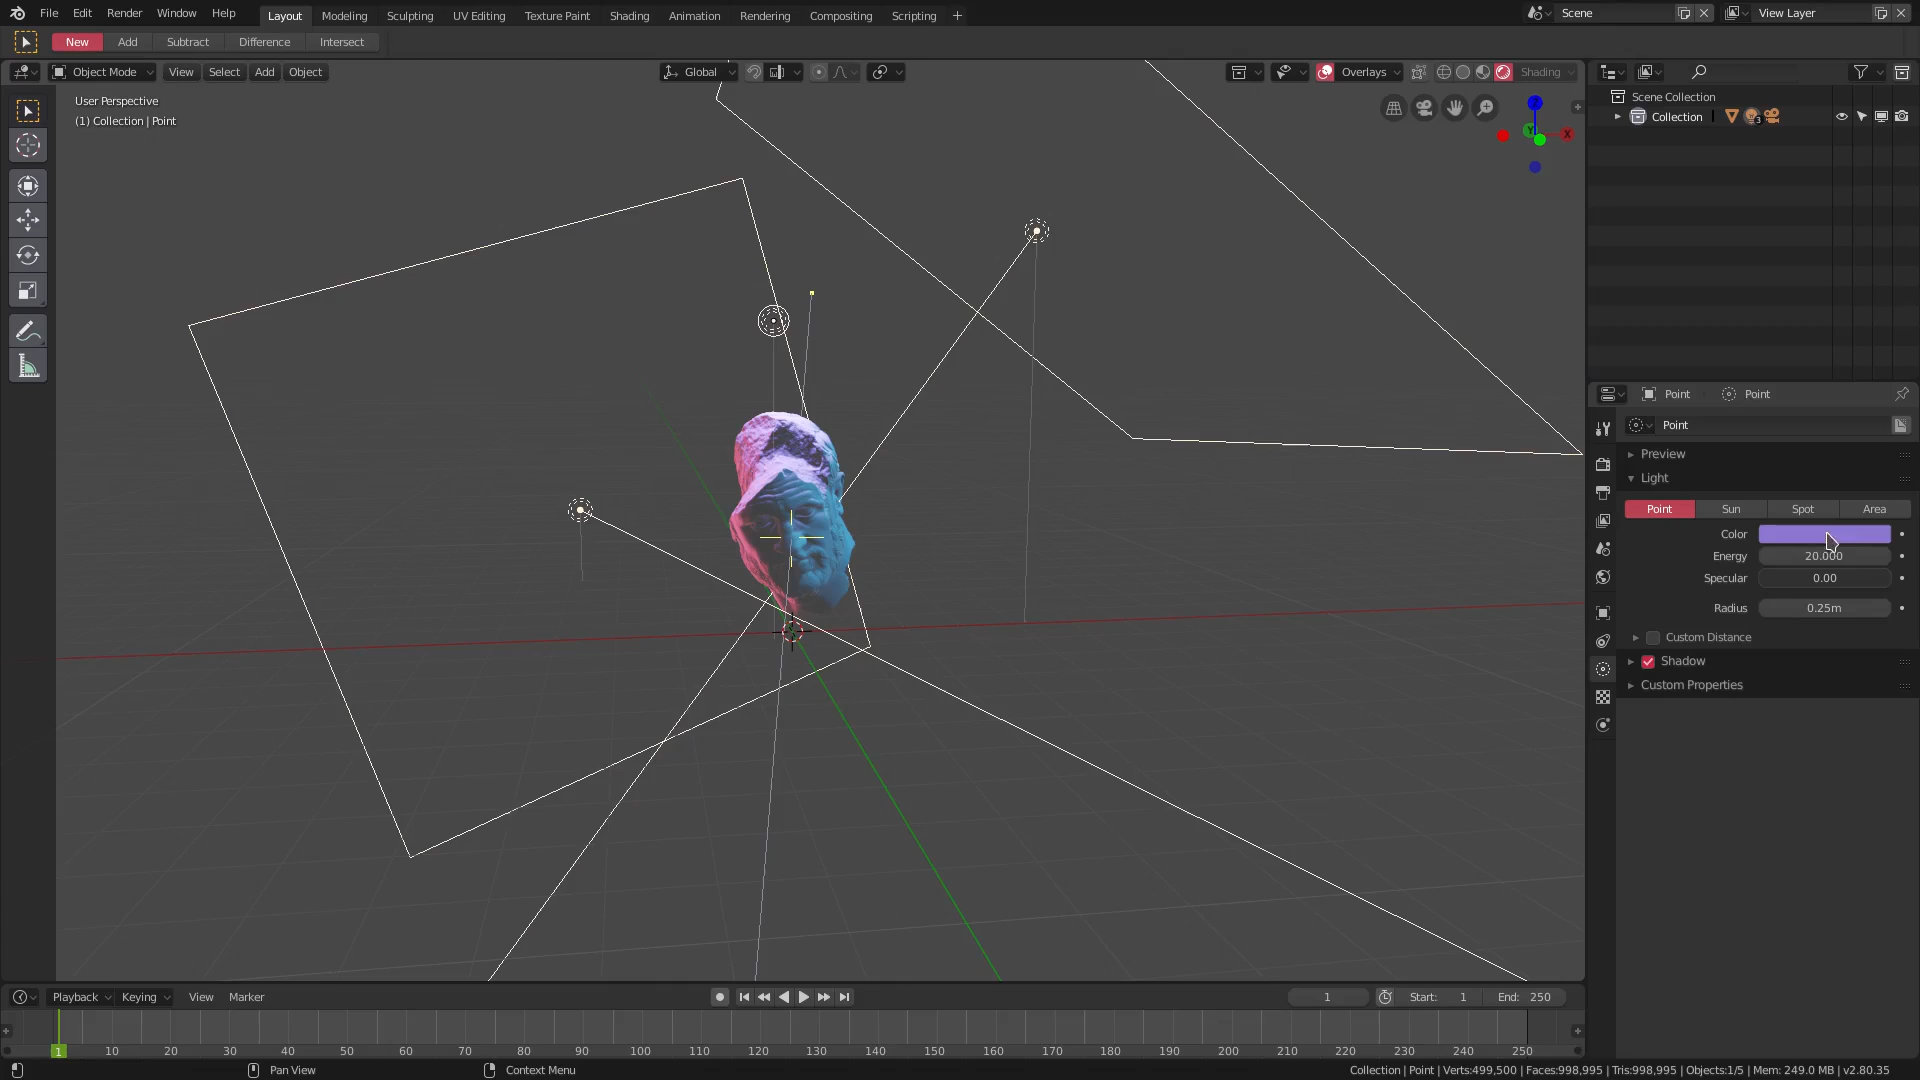 File Edit Render Window Help Layout Modeling Sculpting UV Editing Texture Paint Shading Animation Rendering Compositing Scripting + Scene View Layer
New Add Subtract Difference Intersect
Object Mode View Select Add Object Global Overlays Shading
User Perspective
(1) Collection | Point
Z
Y
X
Scene Collection
Collection
3
Point Point
Point
Preview
Light
Point Sun Spot Area
Color
Energy 20.000
Specular 0.00
Radius 0.25m
Custom Distance
Shadow
Custom Properties
Playback Keying View Marker 1 Start: 1 End: 250
1 10 20 30 40 50 60 70 80 90 100 110 120 130 140 150 160 170 180 190 200 210 220 230 240 250
Pan View Context Menu Collection | Point | Verts:499,500 | Faces:998,995 | Tris:998,995 | Objects:1/5 | Mem: 249.0 MB | v2.80.35